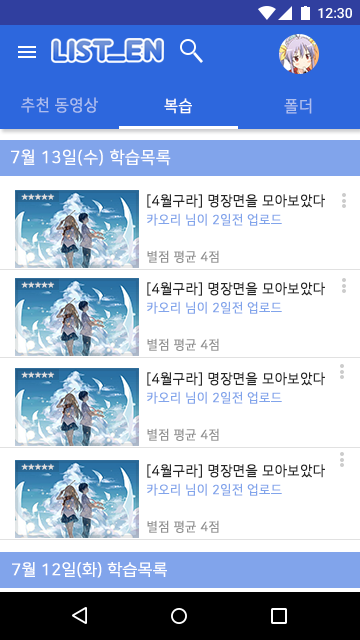 12:30
LIST_EN
추천 동영상
복습
폴더
7월 13일(수) 학습목록
[4월구라] 명장면을 모아보았다
카오리 님이 2일전 업로드
별점 평균 4점
[4월구라] 명장면을 모아보았다
카오리 님이 2일전 업로드
별점 평균 4점
[4월구라] 명장면을 모아보았다
카오리 님이 2일전 업로드
별점 평균 4점
[4월구라] 명장면을 모아보았다
카오리 님이 2일전 업로드
별점 평균 4점
7월 12일(화) 학습목록